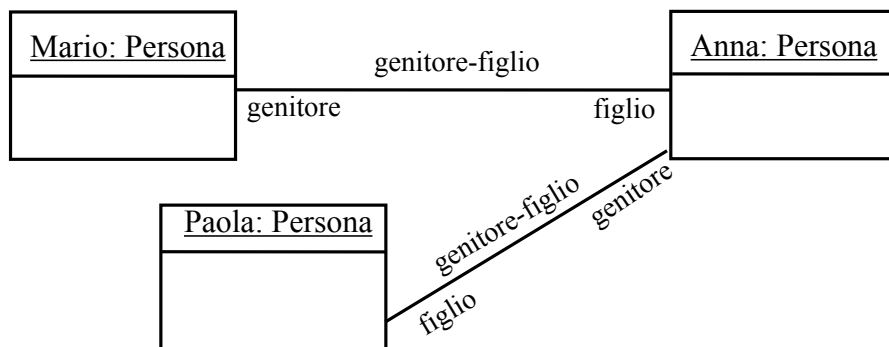 Mario: Persona
genitore-figlio
Anna: Persona
genitore
figlio
Paola: Persona
genitore-figlio
genitore
figlio